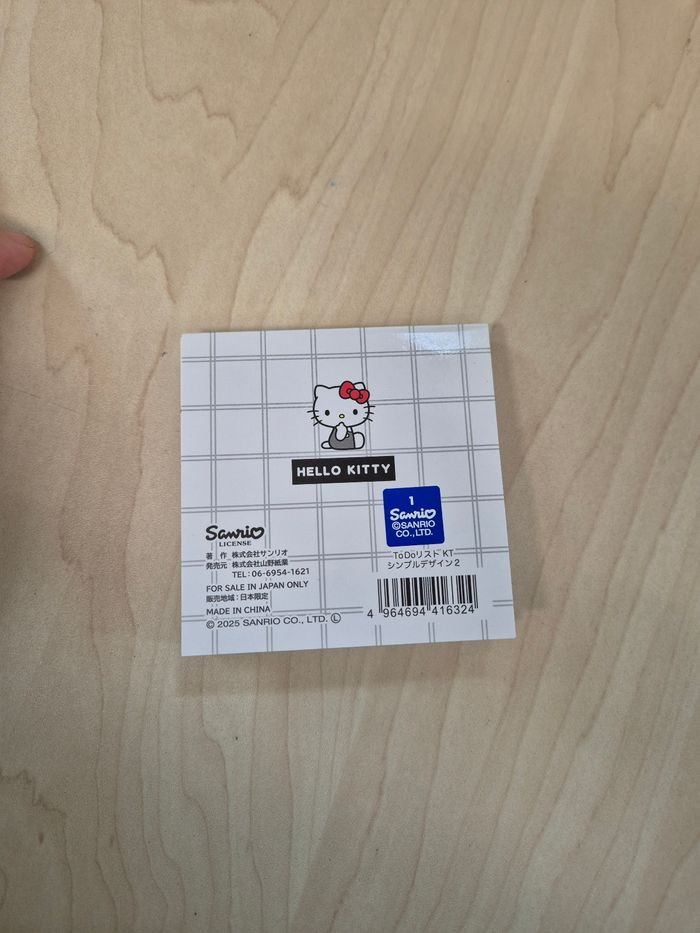 HELLO KITTY
1
Sanrio
©SANRIO
CO.,LTD.
Sanrio
LICENSE
著 作 株式会社サンリオ
発売元 株式会社山野紙業
TEL:06-6954-1621
FOR SALE IN JAPAN ONLY
販売地域:日本限定
MADE IN CHINA
© 2025 SANRIO CO., LTD. Ⓛ
ToDoリスト KT
シンプルデザイン2
4 964694 416324